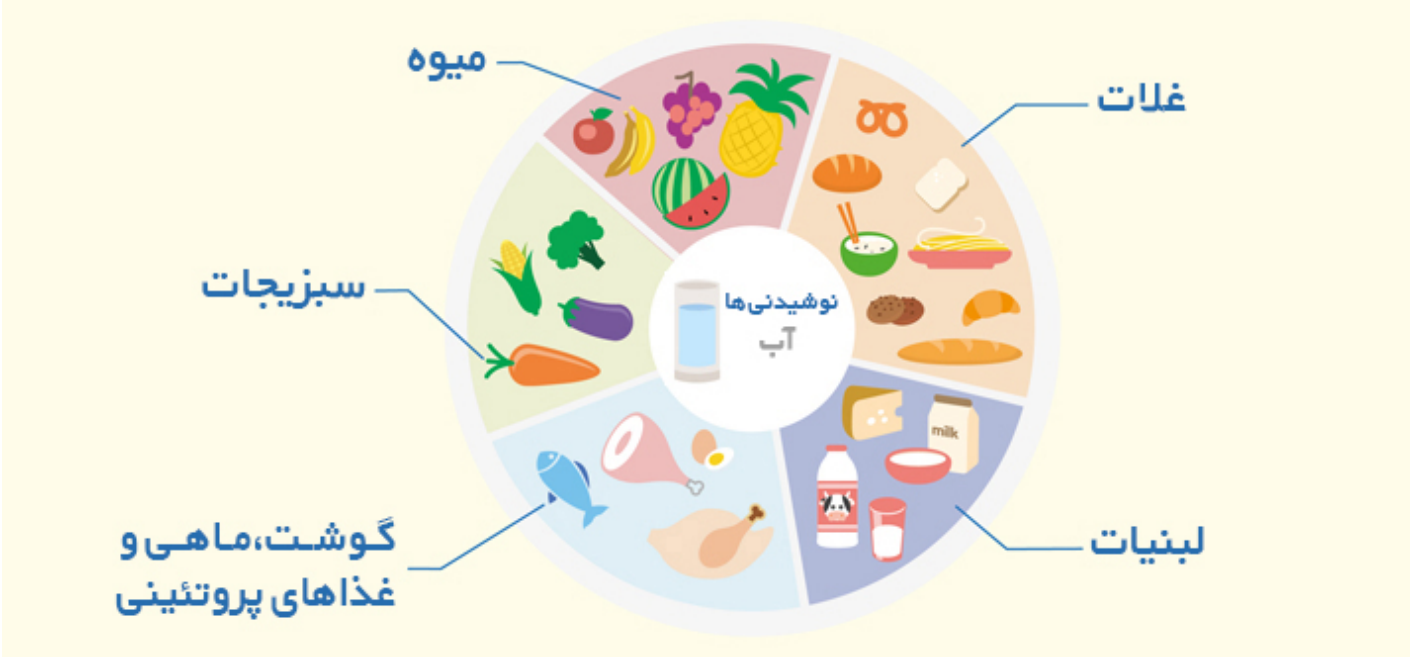 میوه
غلات
سبزیجات
نوشیدنی‌ها
آب
milk
گوشت،ماهی و
غذاهای پروتئینی
لبنیات